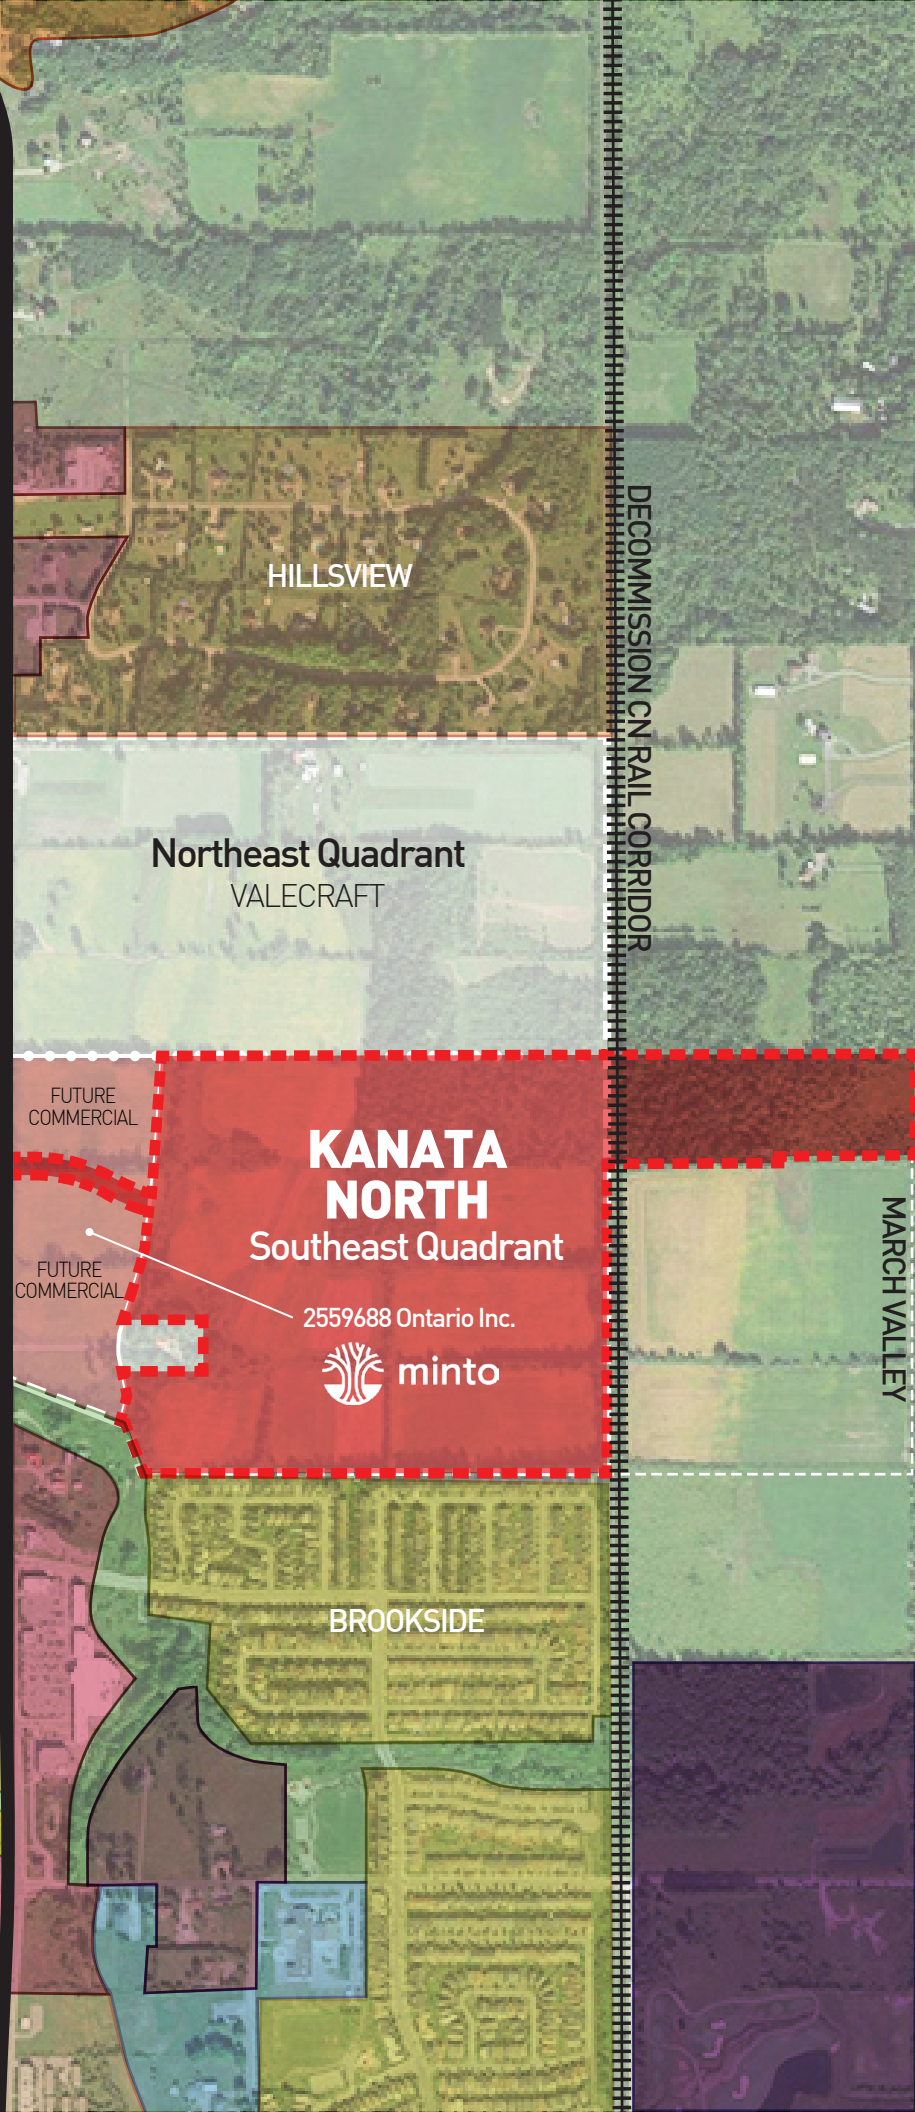 HILLSVIEW
DECOMMISSION CN RAIL CORRIDOR
Northeast Quadrant
VALECRAFT
FUTURE
COMMERCIAL
KANATA
NORTH
Southeast Quadrant
MARCH VALLEY
FUTURE
COMMERCIAL
2559688 Ontario Inc.
minto
BROOKSIDE